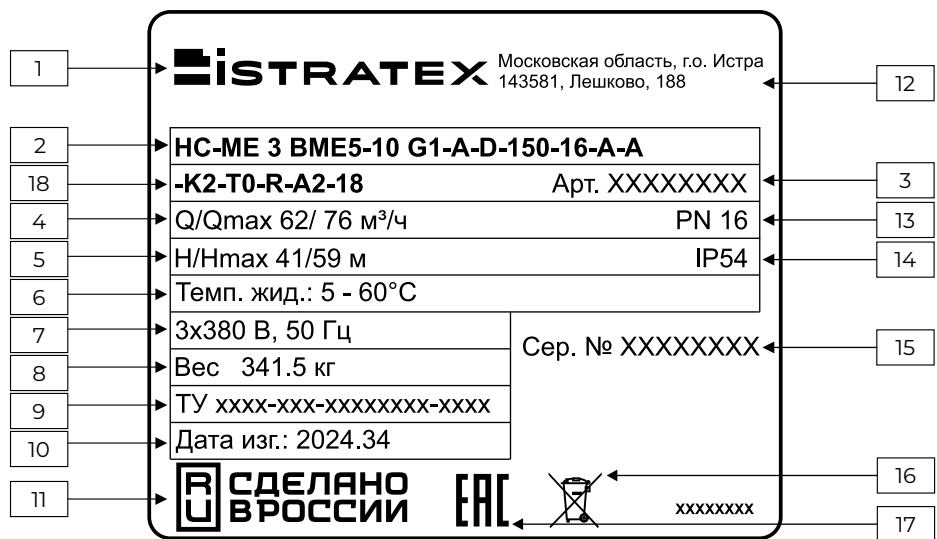 1
ISTRATEX
Московская область, г.о. Истра
143581, Лешково, 188
12
2
HC-ME 3 BME5-10 G1-A-D-150-16-A-A
18
-K2-T0-R-A2-18 Арт. XXXXXXXX
3
4
Q/Qmax 62/ 76 м³/ч PN 16
13
5
H/Hmax 41/59 м IP54
14
6
Темп. жид.: 5 - 60°C
7
3x380 В, 50 Гц
Сер. № XXXXXXXX
15
8
Вес 341.5 кг
9
ТУ xxxx-xxx-xxxxxxxx-xxxx
10
Дата изг.: 2024.34
11
RU
СДЕЛАНО
В РОССИИ
EAC
xxxxxxxx
16
17